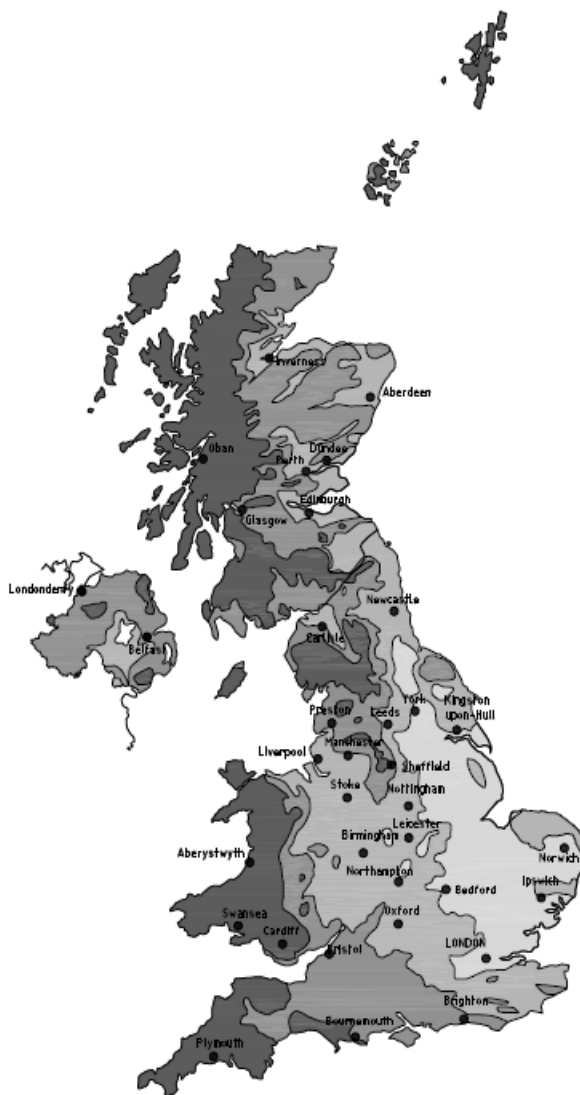 Inverness
Aberdeen
Oban
Dundee
Perth
Edinburgh
Glasgow
Londonderry
Newcastle
Belfast
Carlisle
York
Kingston
upon-Hull
Preston
Leeds
Manchester
Liverpool
Sheffield
Stoke
Nottingham
Leicester
Birmingham
Norwich
Aberystwyth
Northampton
Bedford
Ipswich
Swansea
Oxford
Cardiff
Bristol
LONDON
Brighton
Bournemouth
Plymouth